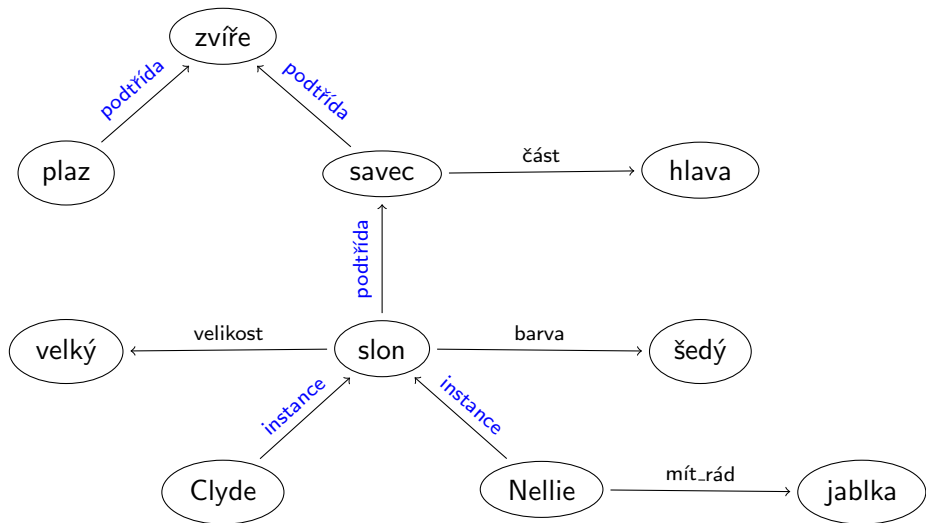 zvíře
podtřída
podtřída
plaz
savec
část
hlava
podtřída
velký
velikost
slon
barva
šedý
instance
instance
Clyde
Nellie
mít_rád
jablka